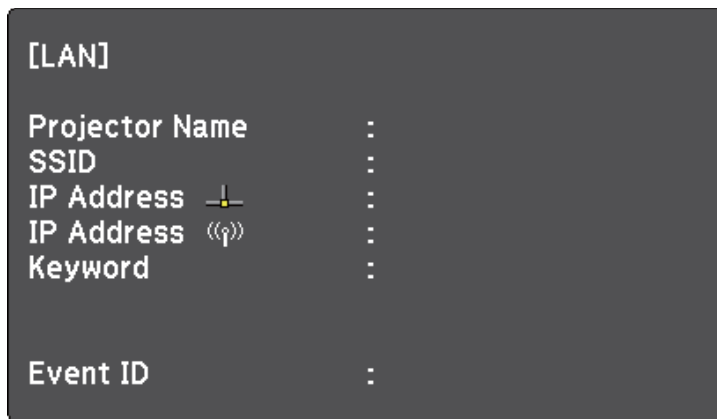 [LAN]
Projector Name :
SSID :
IP Address :
IP Address :
Keyword :
Event ID :